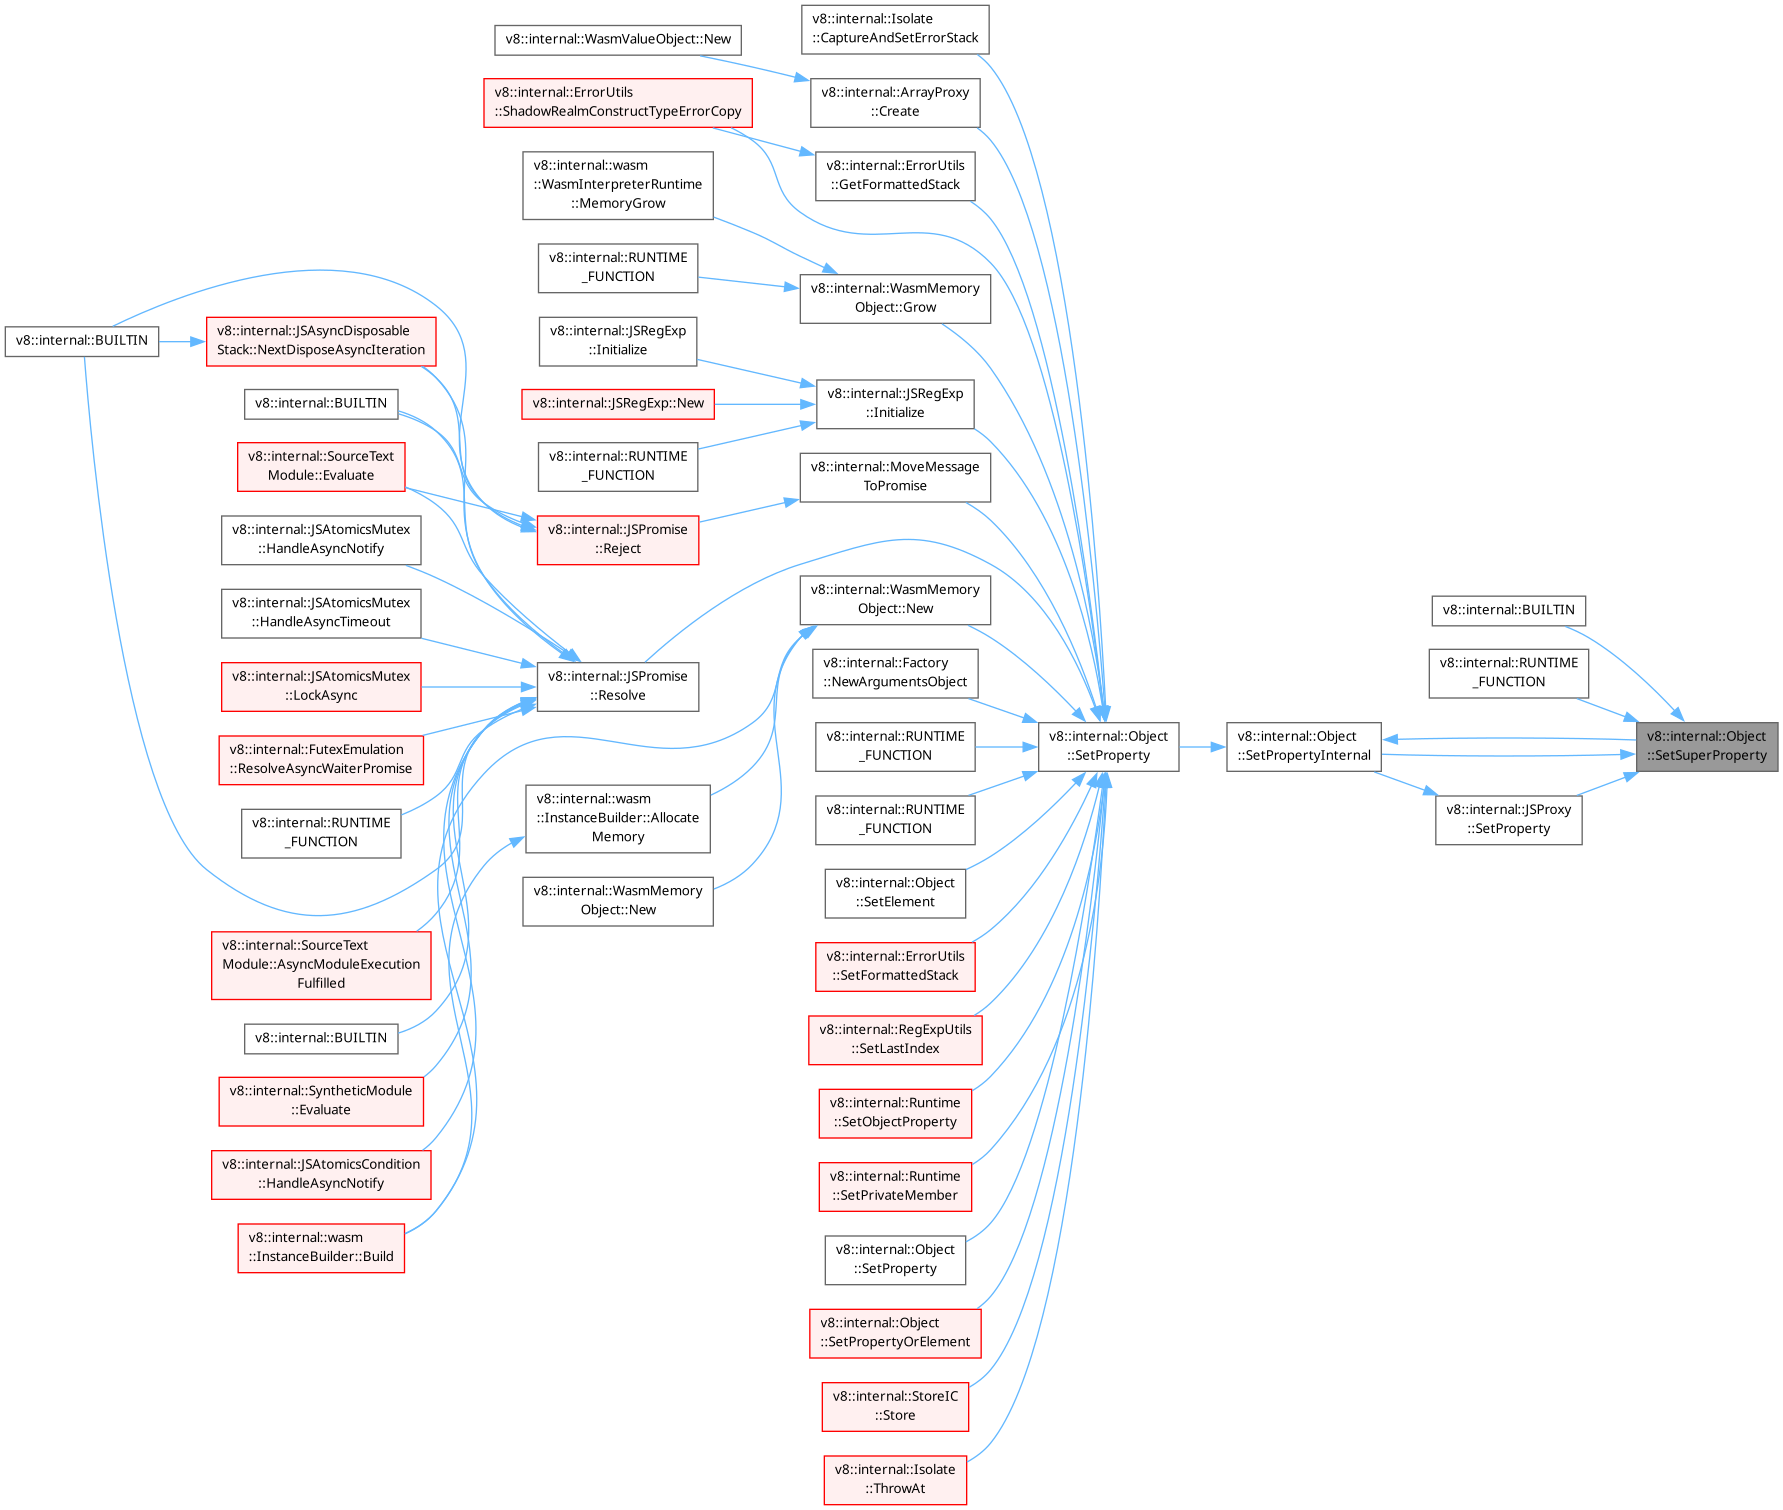 v8::internal::Isolate
::CaptureAndSetErrorStack
v8::internal::WasmValueObject::New
v8::internal::ErrorUtils
::ShadowRealmConstructTypeErrorCopy
v8::internal::ArrayProxy
::Create
v8::internal::wasm
::WasmInterpreterRuntime
::MemoryGrow
v8::internal::ErrorUtils
::GetFormattedStack
v8::internal::RUNTIME
_FUNCTION
v8::internal::WasmMemory
Object::Grow
v8::internal::BUILTIN
v8::internal::JSAsyncDisposable
Stack::NextDisposeAsyncIteration
v8::internal::JSRegExp
::Initialize
v8::internal::BUILTIN
v8::internal::JSRegExp::New
v8::internal::JSRegExp
::Initialize
v8::internal::SourceText
Module::Evaluate
v8::internal::RUNTIME
_FUNCTION
v8::internal::MoveMessage
ToPromise
v8::internal::JSAtomicsMutex
::HandleAsyncNotify
v8::internal::JSPromise
::Reject
v8::internal::JSAtomicsMutex
::HandleAsyncTimeout
v8::internal::WasmMemory
Object::New
v8::internal::BUILTIN
v8::internal::JSAtomicsMutex
::LockAsync
v8::internal::JSPromise
::Resolve
v8::internal::Factory
::NewArgumentsObject
v8::internal::RUNTIME
_FUNCTION
v8::internal::FutexEmulation
::ResolveAsyncWaiterPromise
v8::internal::RUNTIME
_FUNCTION
v8::internal::Object
::SetProperty
v8::internal::Object
::SetPropertyInternal
v8::internal::Object
::SetSuperProperty
v8::internal::RUNTIME
_FUNCTION
v8::internal::wasm
::InstanceBuilder::Allocate
Memory
v8::internal::RUNTIME
_FUNCTION
v8::internal::JSProxy
::SetProperty
v8::internal::WasmMemory
Object::New
v8::internal::Object
::SetElement
v8::internal::SourceText
Module::AsyncModuleExecution
Fulfilled
v8::internal::ErrorUtils
::SetFormattedStack
v8::internal::BUILTIN
v8::internal::RegExpUtils
::SetLastIndex
v8::internal::SyntheticModule
::Evaluate
v8::internal::Runtime
::SetObjectProperty
v8::internal::JSAtomicsCondition
::HandleAsyncNotify
v8::internal::Runtime
::SetPrivateMember
v8::internal::wasm
::InstanceBuilder::Build
v8::internal::Object
::SetProperty
v8::internal::Object
::SetPropertyOrElement
v8::internal::StoreIC
::Store
v8::internal::Isolate
::ThrowAt